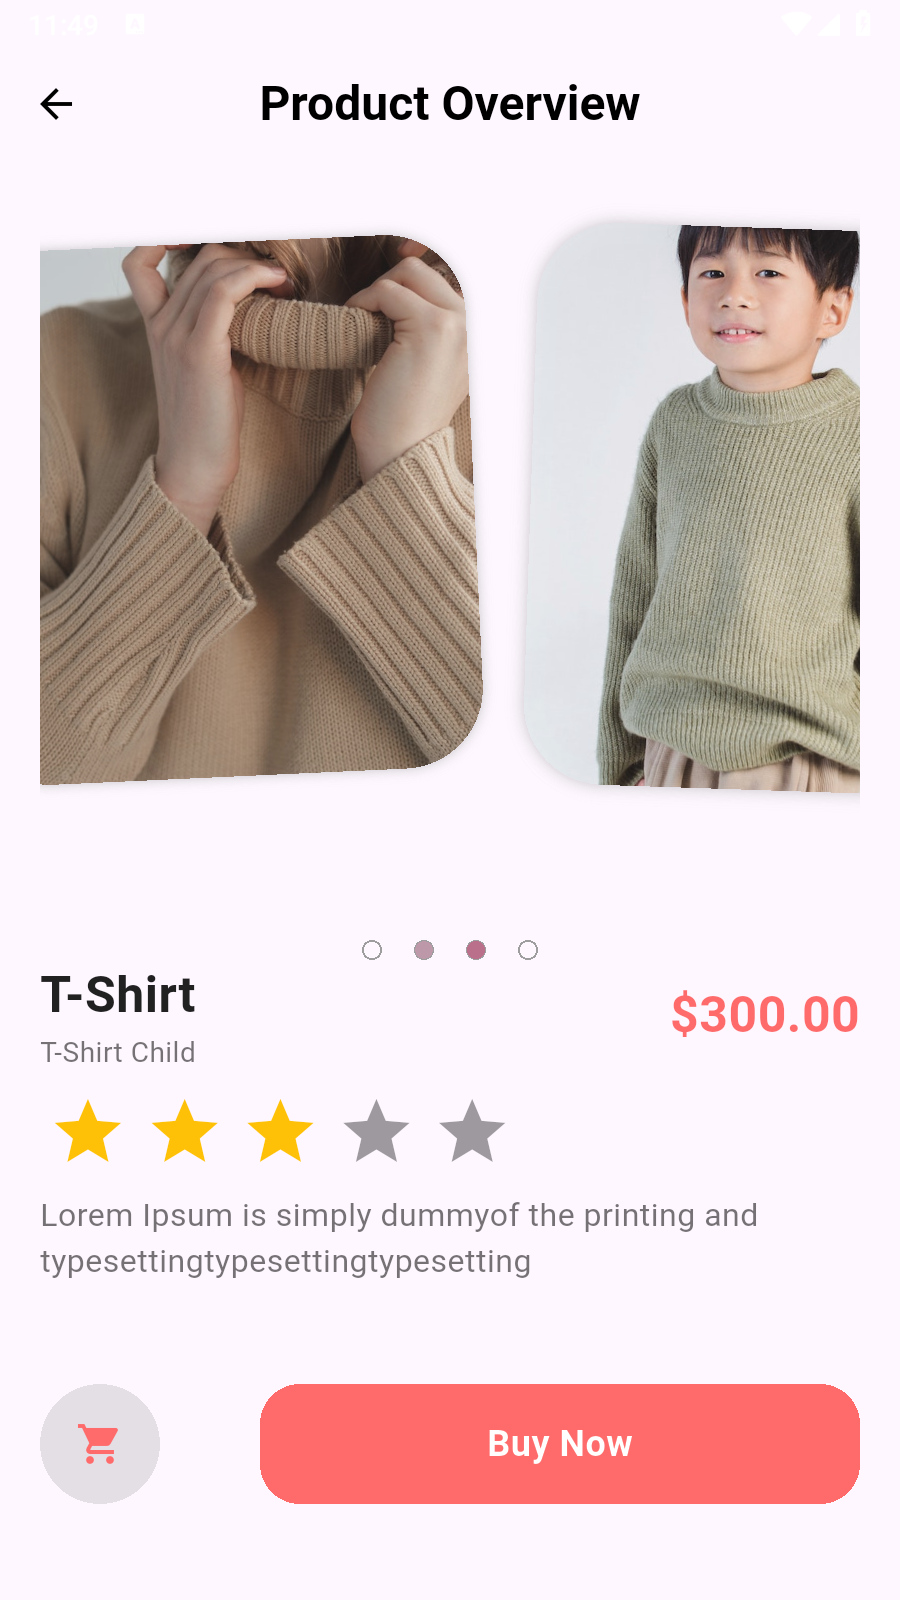 11:49
Product Overview
T-Shirt
$300.00
T-Shirt Child
Lorem Ipsum is simply dummyof the printing and
typesettingtypesettingtypesetting
Buy Now